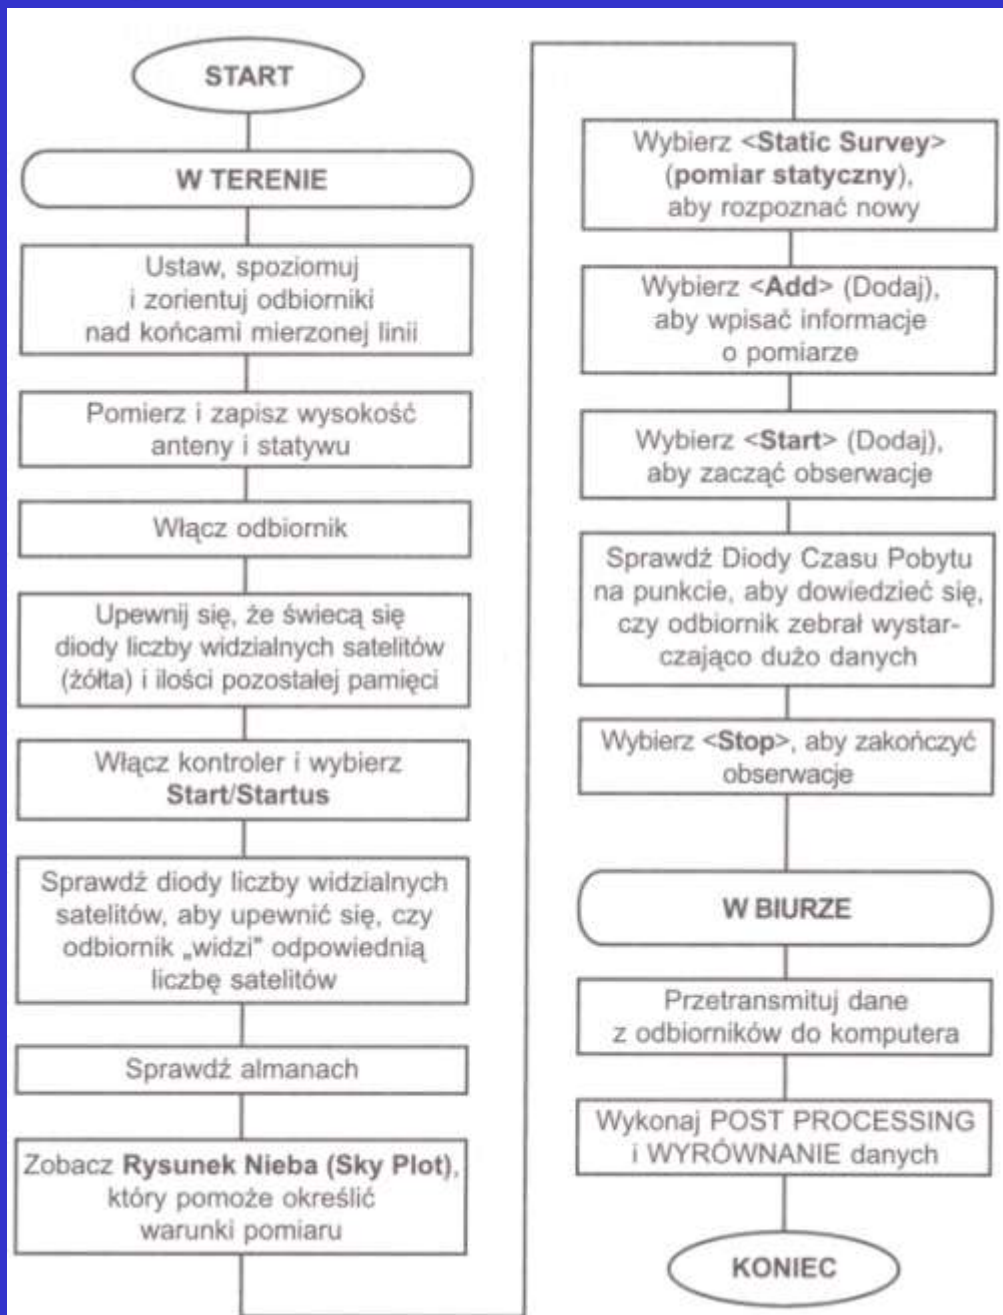 START
W TERENIE
Ustaw, spoziomuj
i zorientuj odbiorniki
nad końcami mierzonej linii
Pomierz i zapisz wysokość
anteny i statywu
Włącz odbiornik
Upewnij się, że świecą się
diody liczby widzialnych satelitów
(żółta) i ilości pozostałej pamięci
Włącz kontroler i wybierz
Start/Startus
Sprawdź diody liczby widzialnych
satelitów, aby upewnić się, czy
odbiornik „widzi" odpowiednią
liczbę satelitów
Sprawdź almanach
Zobacz Rysunek Nieba (Sky Plot),
który pomoże określić
warunki pomiaru
Wybierz <Static Survey>
(pomiar statyczny),
aby rozpoznać nowy
Wybierz <Add> (Dodaj),
aby wpisać informacje
o pomiarze
Wybierz <Start> (Dodaj),
aby zacząć obserwacje
Sprawdź Diody Czasu Pobytu
na punkcie, aby dowiedzieć się,
czy odbiornik zebrał wystar-
czająco dużo danych
Wybierz <Stop>, aby zakończyć
obserwacje
W BIURZE
Przetransmituj dane
z odbiorników do komputera
Wykonaj POST PROCESSING
i WYRÓWNANIE danych
KONIEC